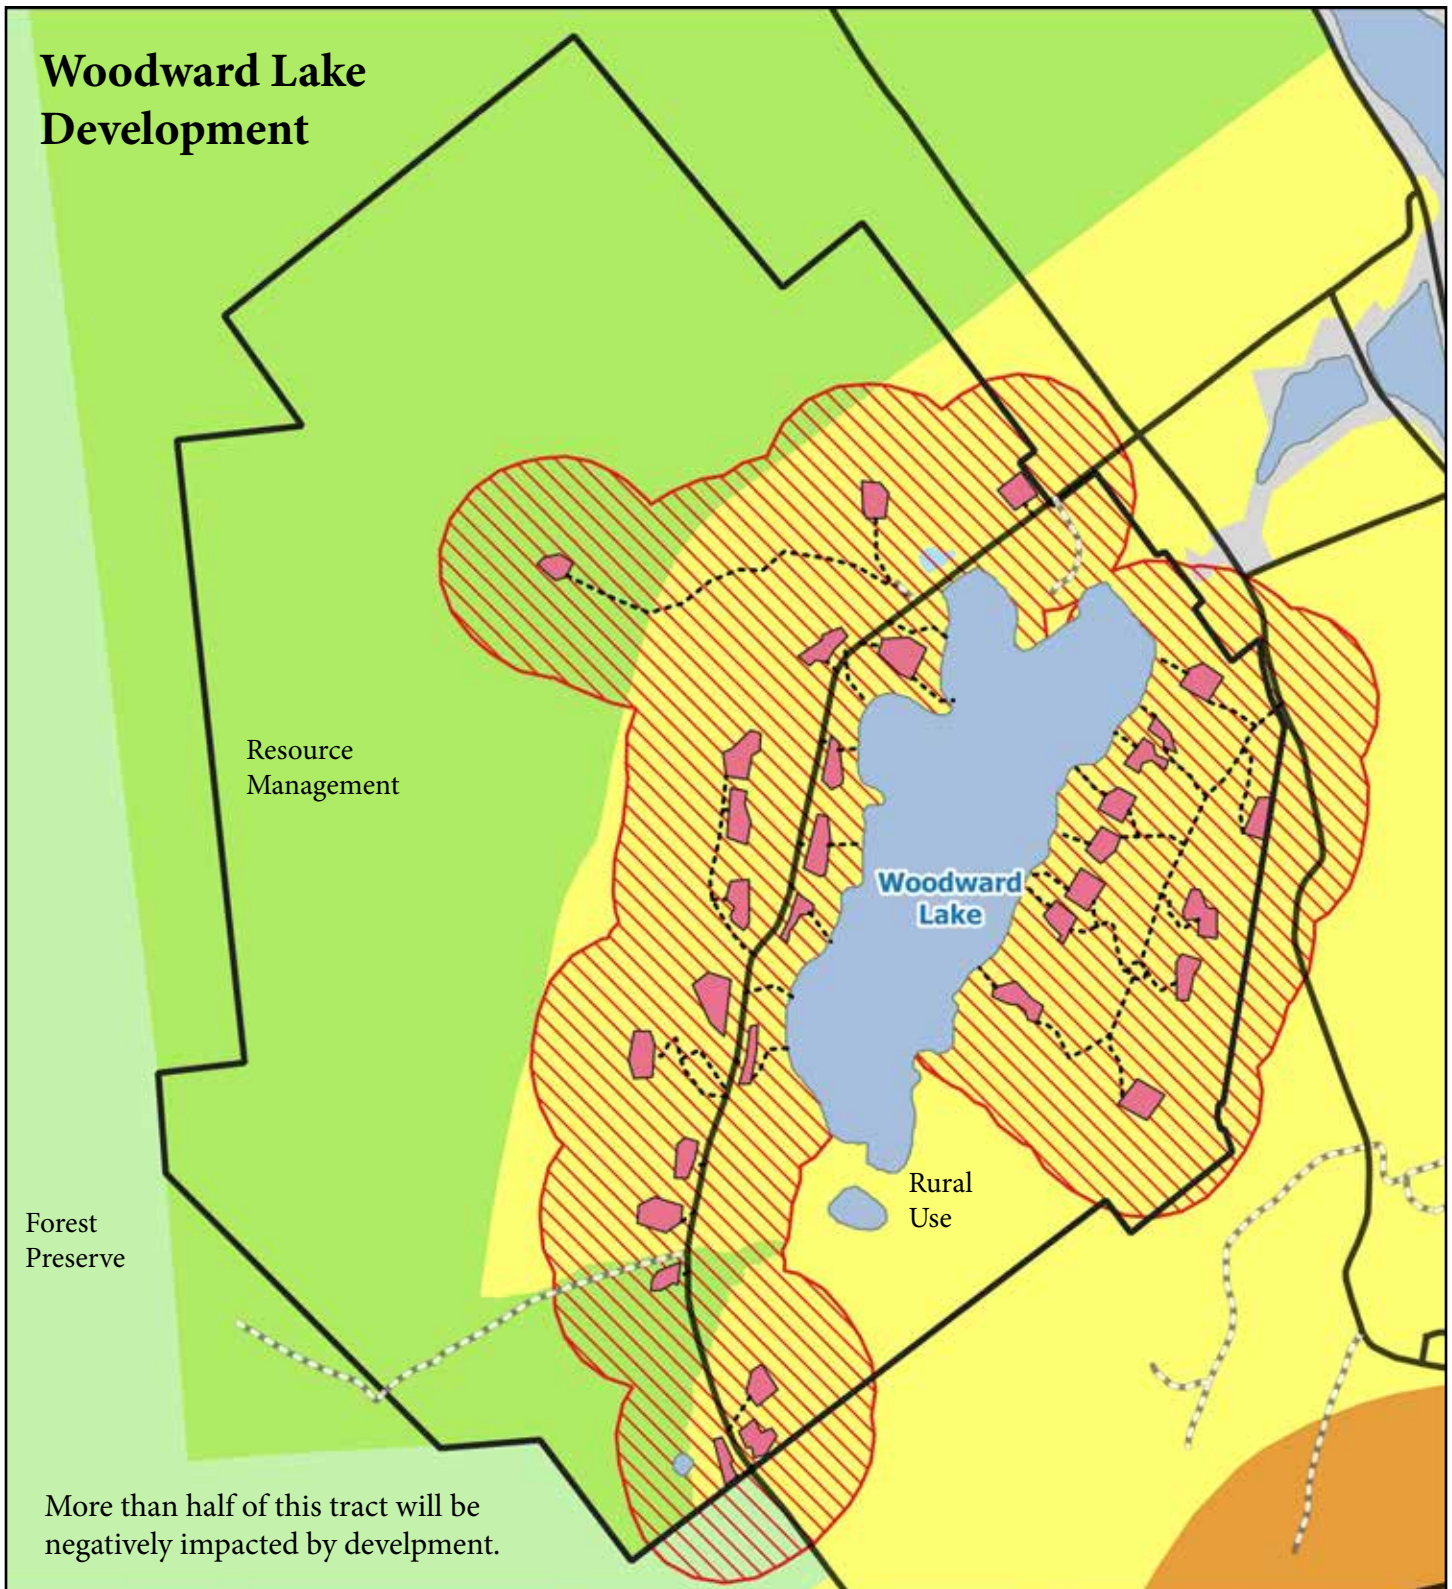 Woodward Lake
Development
Resource
Management
Woodward
Lake
Rural
Use
Forest
Preserve
More than half of this tract will be
negatively impacted by develpment.